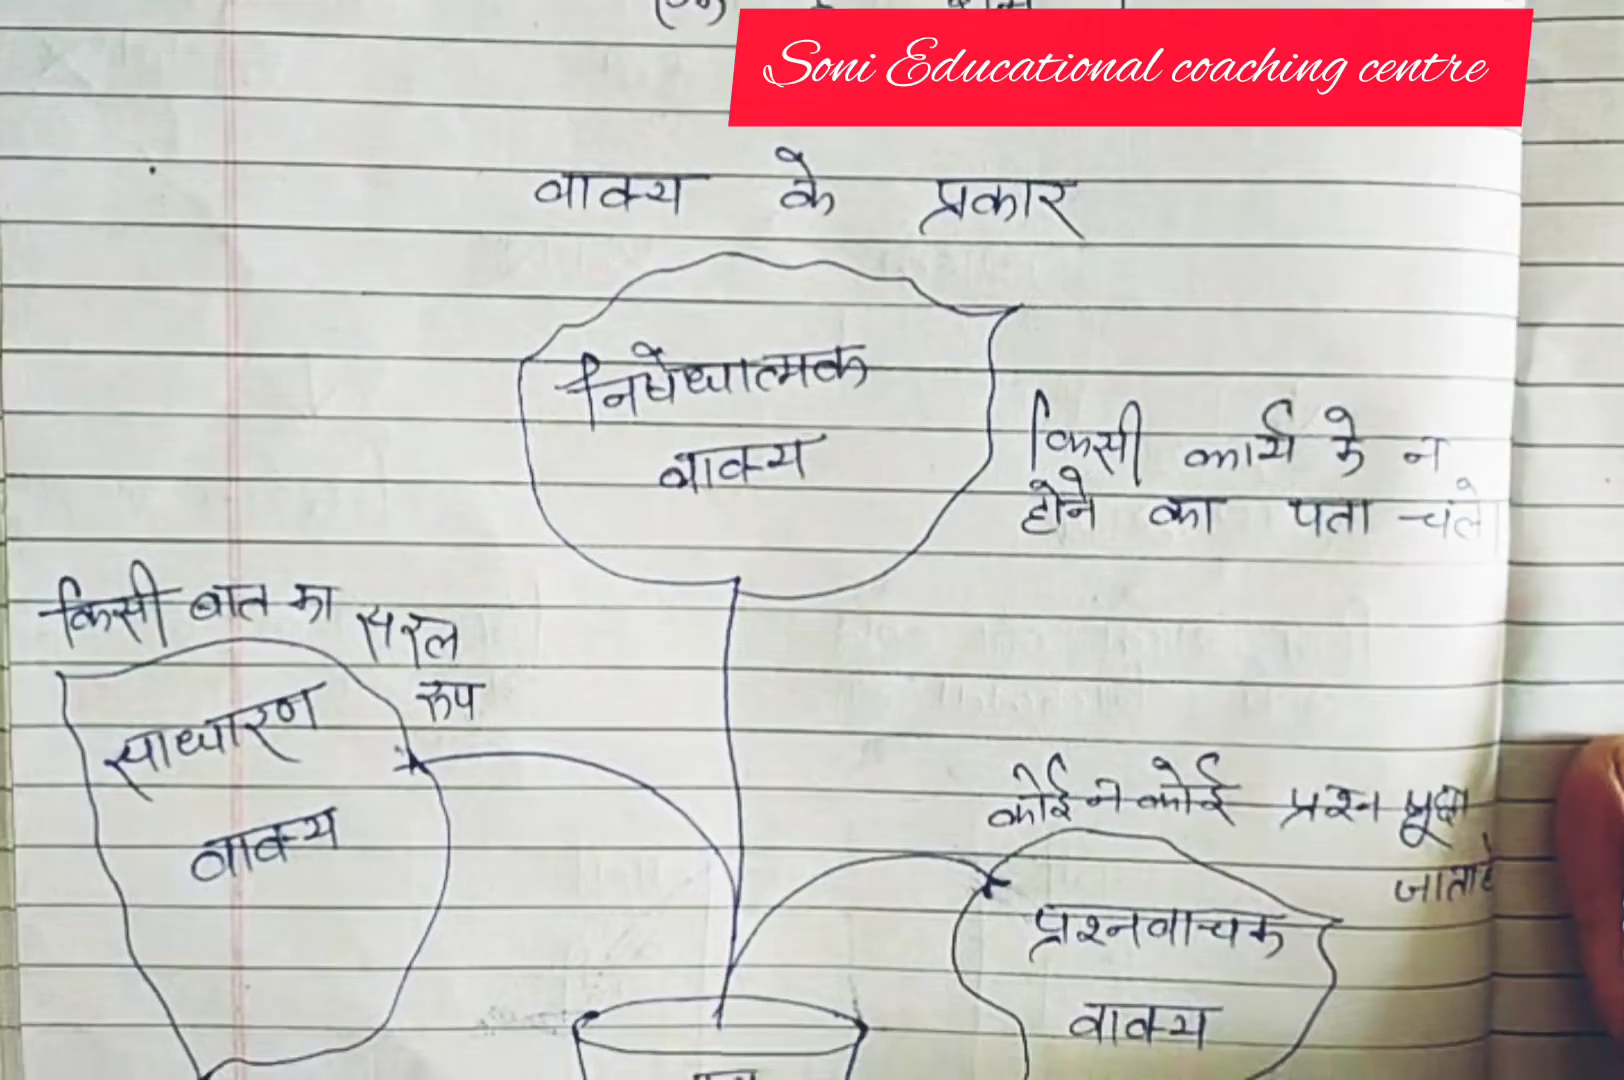 Soni Educational coaching centre
वाक्य के प्रकार
निषेधात्मक
वाक्य
किसी कार्य के न
होने का पता चले
किसी बात का सरल
रुप
साधारण
वाक्य
कोई न कोई प्रश्न पूछा
जाता है
प्रश्नवाचक
वाक्य